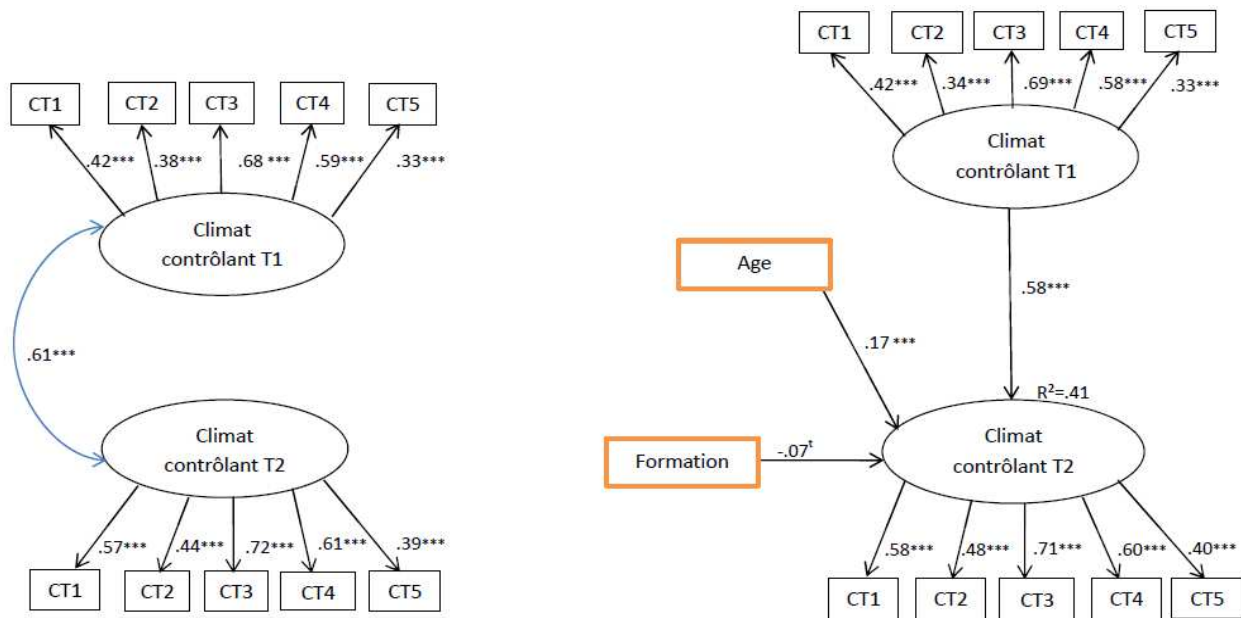 CT1 CT2 CT3 CT4 CT5
.42*** .38*** .68 *** .59*** .33***
Climat
contrôlant T1
.61***
Climat
contrôlant T2
.57*** .44*** .72*** .61*** .39***
CT1 CT2 CT3 CT4 CT5
CT1 CT2 CT3 CT4 CT5
.42*** .34*** .69*** .58*** .33***
Climat
contrôlant T1
Age
.58***
.17 ***
R²=.41
Formation
-.07ᵗ
Climat
contrôlant T2
.58*** .48*** .71*** .60*** .40***
CT1 CT2 CT3 CT4 CT5